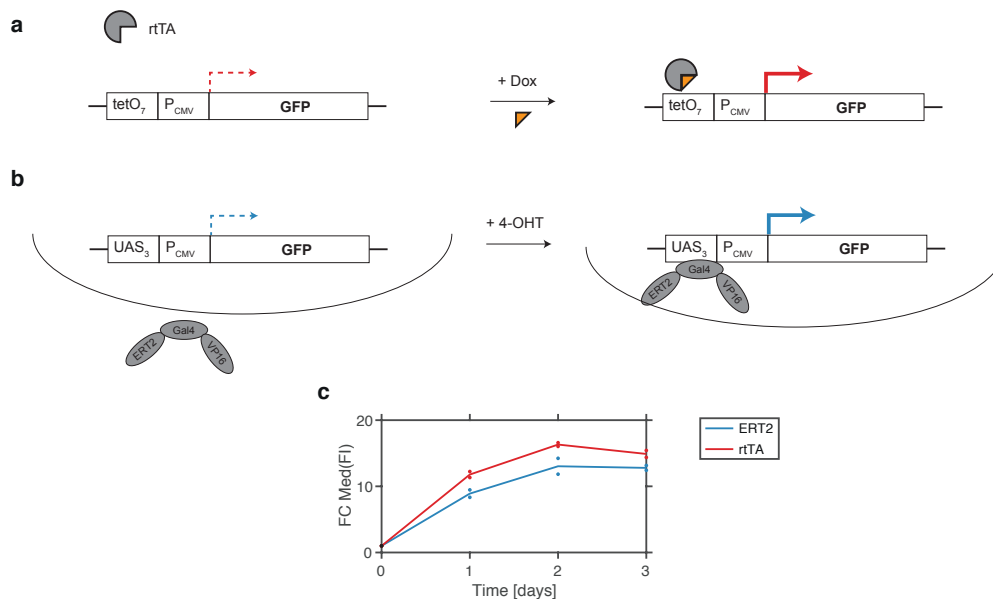 a
rtTA
tetO7 PCMV GFP
+ Dox
tetO7 PCMV GFP
b
UAS3 PCMV GFP
+ 4-OHT
UAS3 PCMV GFP
ERT2 Gal4 VP16
ERT2 Gal4 VP16
c
20
10
0
FC Med(FI)
0 1 2 3
Time [days]
ERT2
rtTA